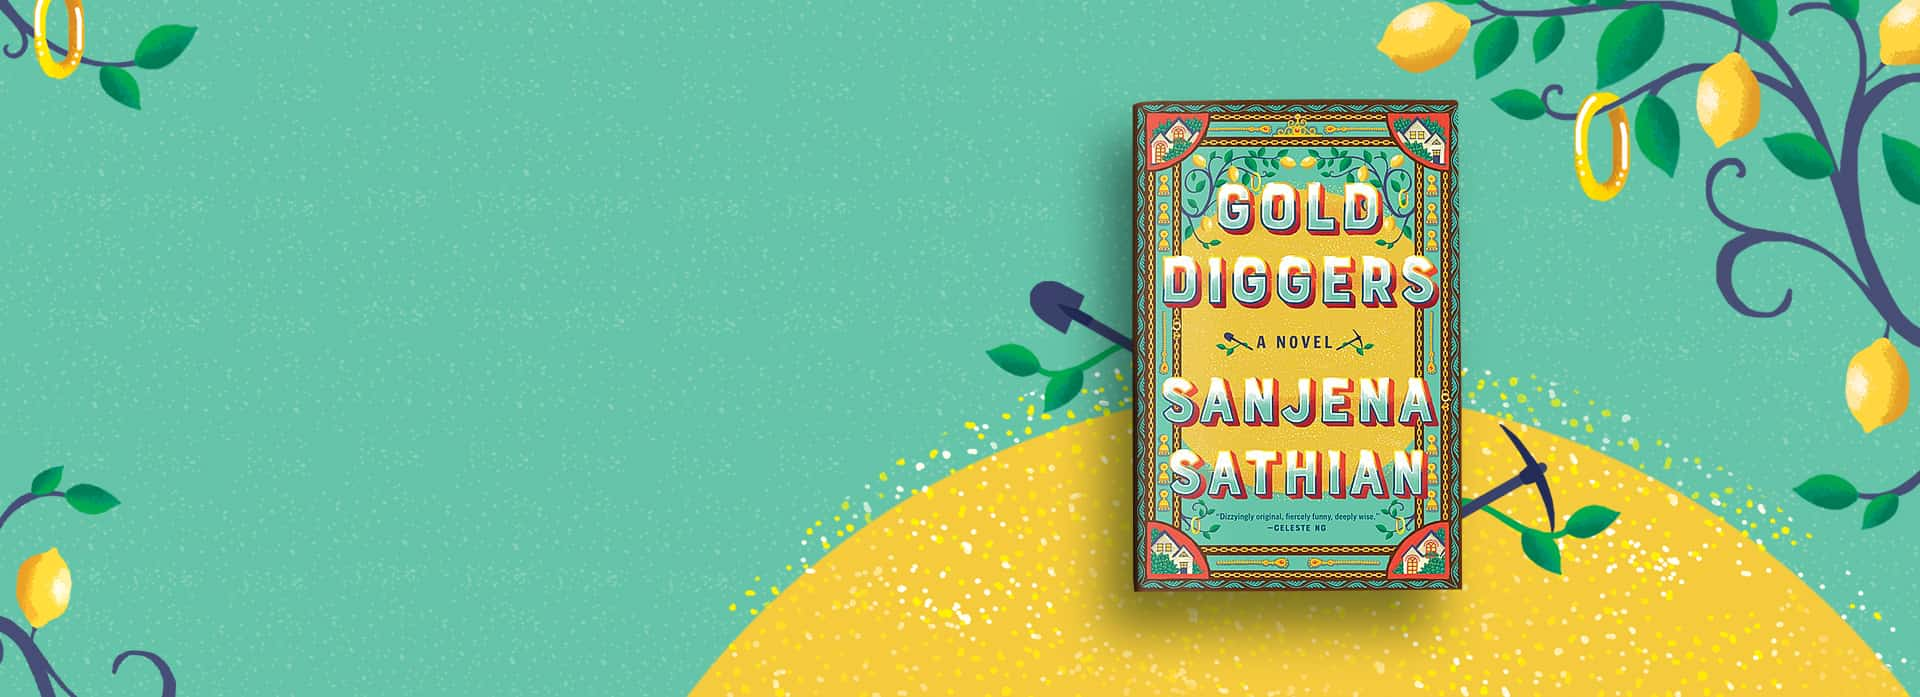 GOLD
DIGGERS
A NOVEL
SANJENA
SATHIAN
"Dizzyingly original, fiercely funny, deeply wise."
—CELESTE NG